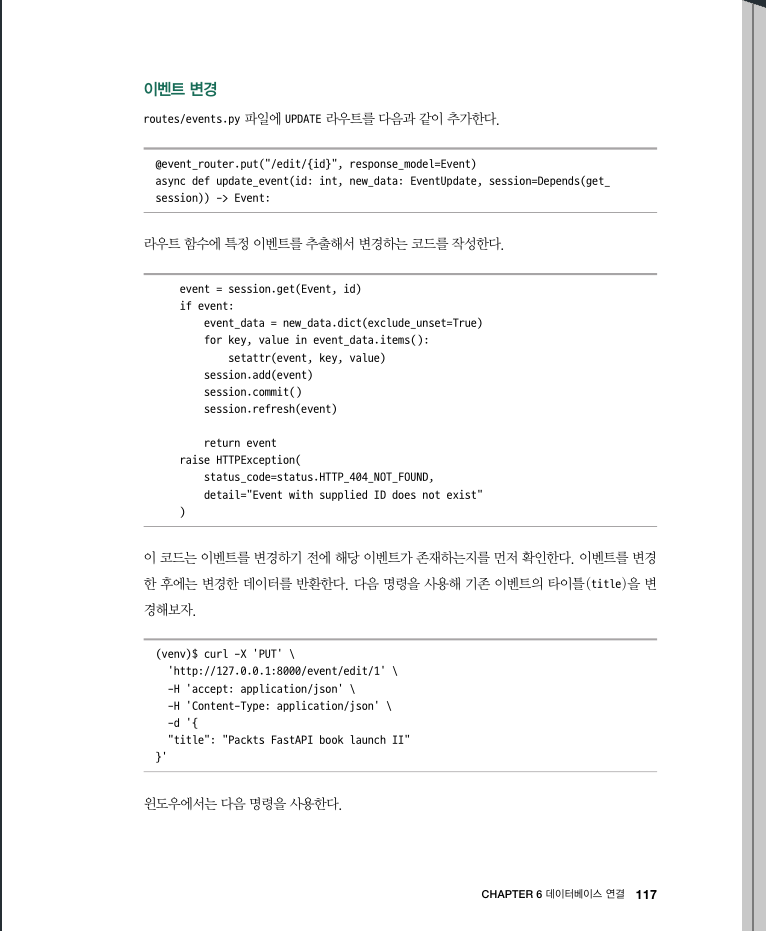 이벤트 변경
routes/events.py 파일에 UPDATE 라우트를 다음과 같이 추가한다.
@event_router.put("/edit/{id}", response_model=Event)
async def update_event(id: int, new_data: EventUpdate, session=Depends(get_
session)) -> Event:
라우트 함수에 특정 이벤트를 추출해서 변경하는 코드를 작성한다.
event = session.get(Event, id)
if event:
event_data = new_data.dict(exclude_unset=True)
for key, value in event_data.items():
setattr(event, key, value)
session.add(event)
session.commit()
session.refresh(event)
return event
raise HTTPException(
status_code=status.HTTP_404_NOT_FOUND,
detail="Event with supplied ID does not exist"
)
이 코드는 이벤트를 변경하기 전에 해당 이벤트가 존재하는지를 먼저 확인한다. 이벤트를 변경
한 후에는 변경한 데이터를 반환한다. 다음 명령을 사용해 기존 이벤트의 타이틀(title)을 변
경해보자.
(venv)$ curl -X 'PUT' \
'http://127.0.0.1:8000/event/edit/1' \
-H 'accept: application/json' \
-H 'Content-Type: application/json' \
-d '{
"title": "Packts FastAPI book launch II"
}'
윈도우에서는 다음 명령을 사용한다.
CHAPTER 6 데이터베이스 연결 117